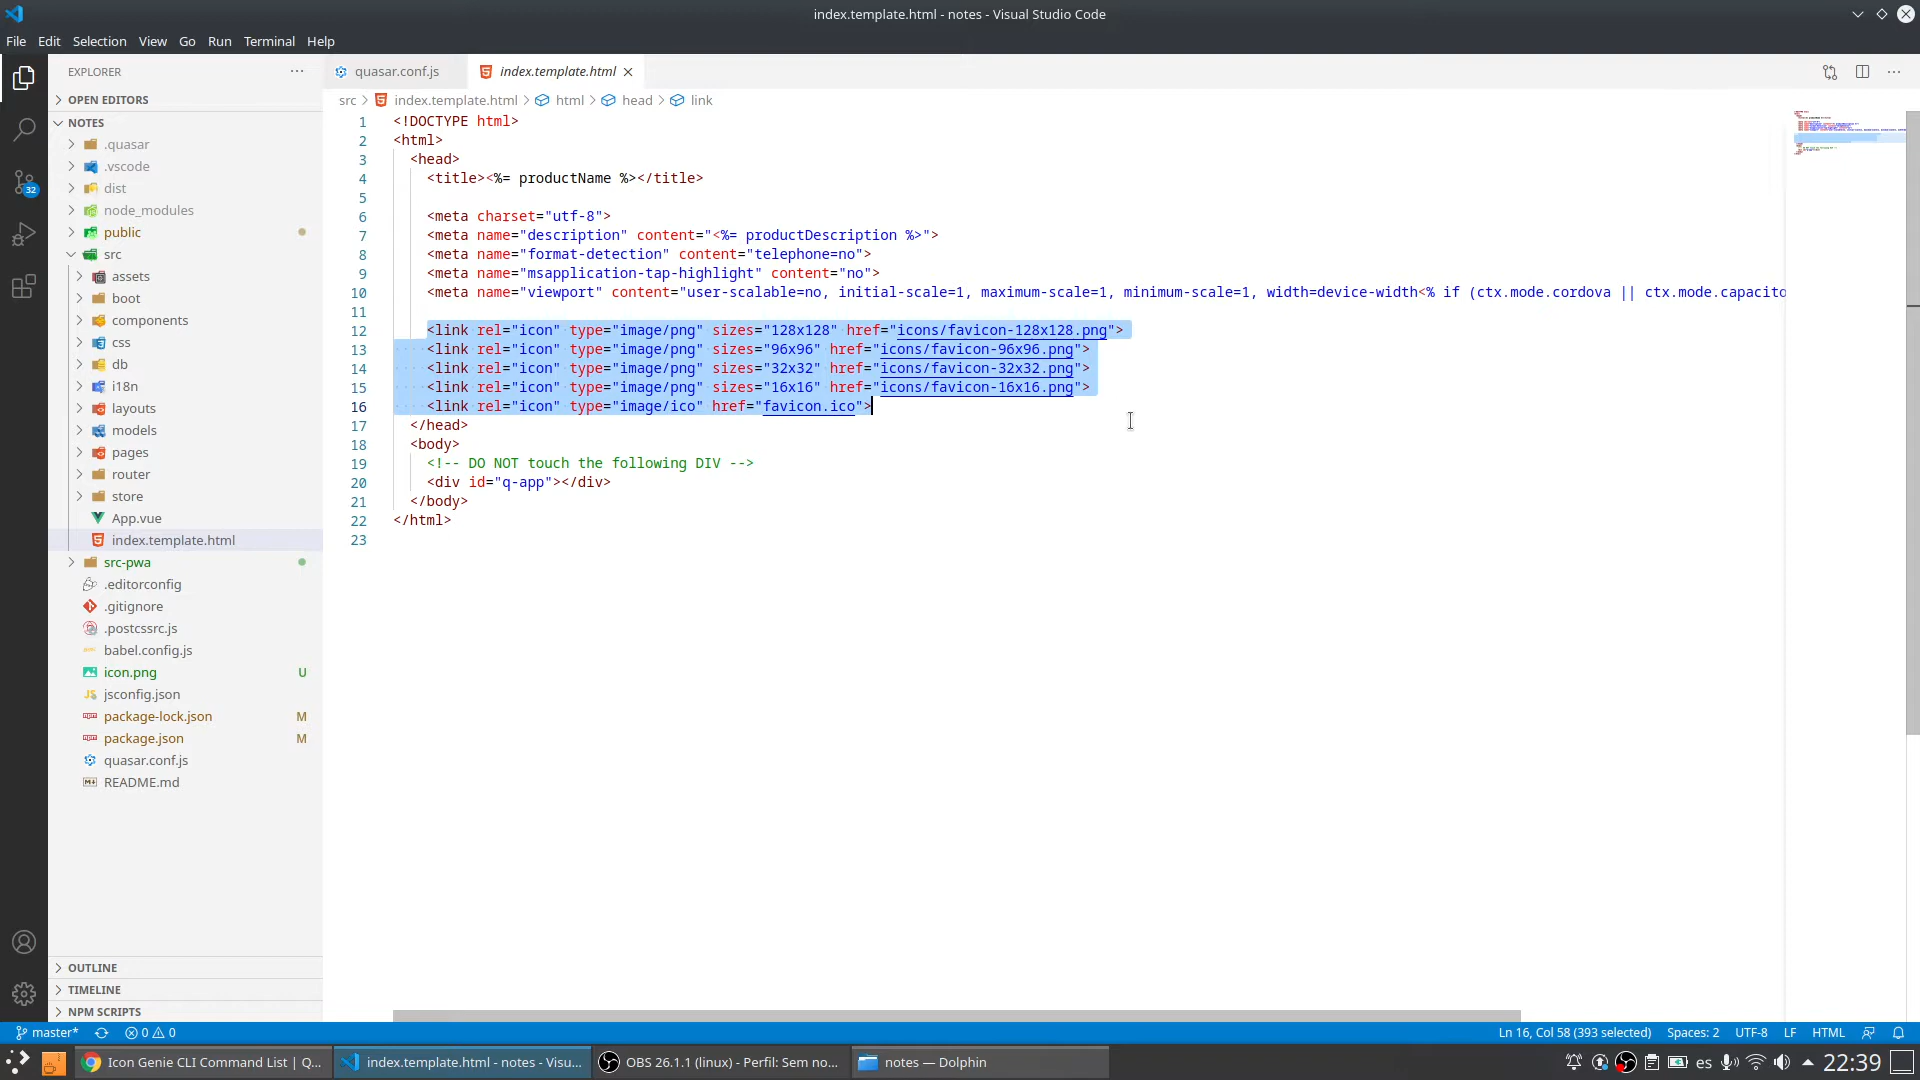 index.template.html - notes - Visual Studio Code
File Edit Selection View Go Run Terminal Help
EXPLORER
quasar.conf.js
index.template.html
OPEN EDITORS
src > index.template.html > html > head > link
NOTES
.quasar
.vscode
dist
node_modules
public
src
assets
boot
components
css
db
i18n
layouts
models
pages
router
store
App.vue
index.template.html
src-pwa
.editorconfig
.gitignore
.postcssrc.js
babel.config.js
icon.png U
jsconfig.json
package-lock.json M
package.json M
quasar.conf.js
README.md
OUTLINE
TIMELINE
NPM SCRIPTS
32
1 <!DOCTYPE html>
2 <html>
3 <head>
4 <title><%= productName %></title>
5
6 <meta charset="utf-8">
7 <meta name="description" content="<%= productDescription %>">
8 <meta name="format-detection" content="telephone=no">
9 <meta name="msapplication-tap-highlight" content="no">
10 <meta name="viewport" content="user-scalable=no, initial-scale=1, maximum-scale=1, minimum-scale=1, width=device-width<% if (ctx.mode.cordova || ctx.mode.capacito
11
12 <link rel="icon" type="image/png" sizes="128x128" href="icons/favicon-128x128.png">
13 <link rel="icon" type="image/png" sizes="96x96" href="icons/favicon-96x96.png">
14 <link rel="icon" type="image/png" sizes="32x32" href="icons/favicon-32x32.png">
15 <link rel="icon" type="image/png" sizes="16x16" href="icons/favicon-16x16.png">
16 <link rel="icon" type="image/ico" href="favicon.ico">
17 </head>
18 <body>
19 <!-- DO NOT touch the following DIV -->
20 <div id="q-app"></div>
21 </body>
22 </html>
23
master* 0 0
Ln 16, Col 58 (393 selected) Spaces: 2 UTF-8 LF HTML
Icon Genie CLI Command List | Q...
index.template.html - notes - Visu...
OBS 26.1.1 (linux) - Perfil: Sem no...
notes — Dolphin
es
22:39